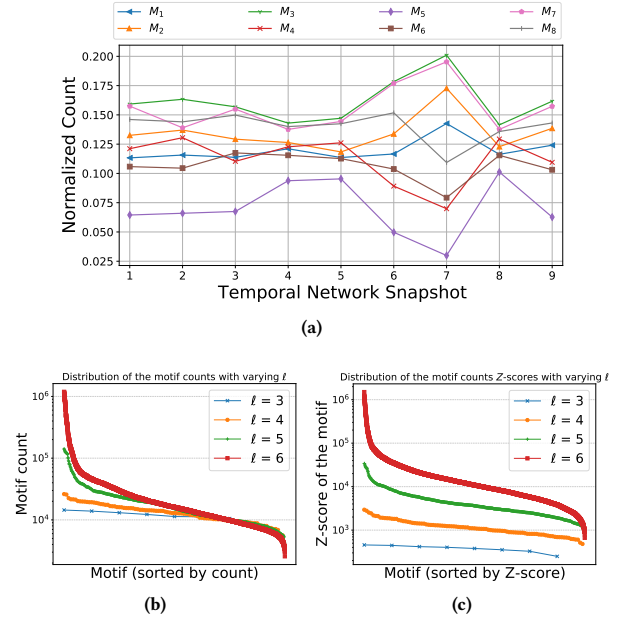 M1 M3 M5 M7
M2 M4 M6 M8
Normalized Count
0.200
0.175
0.150
0.125
0.100
0.075
0.050
0.025
1 2 3 4 5 6 7 8 9
Temporal Network Snapshot
(a)
Distribution of the motif counts with varying ℓ
Motif count
10^6
10^5
10^4
ℓ = 3
ℓ = 4
ℓ = 5
ℓ = 6
Motif (sorted by count)
(b)
Distribution of the motif counts Z-scores with varying ℓ
Z-score of the motif
10^6
10^5
10^4
10^3
ℓ = 3
ℓ = 4
ℓ = 5
ℓ = 6
Motif (sorted by Z-score)
(c)